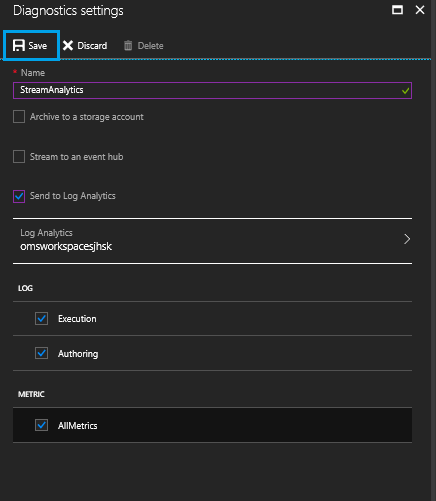 Diagnostics settings
Save Discard Delete
* Name
StreamAnalytics
Archive to a storage account
Stream to an event hub
Send to Log Analytics
Log Analytics
omsworkspacesjhsk
LOG
Execution
Authoring
METRIC
AllMetrics